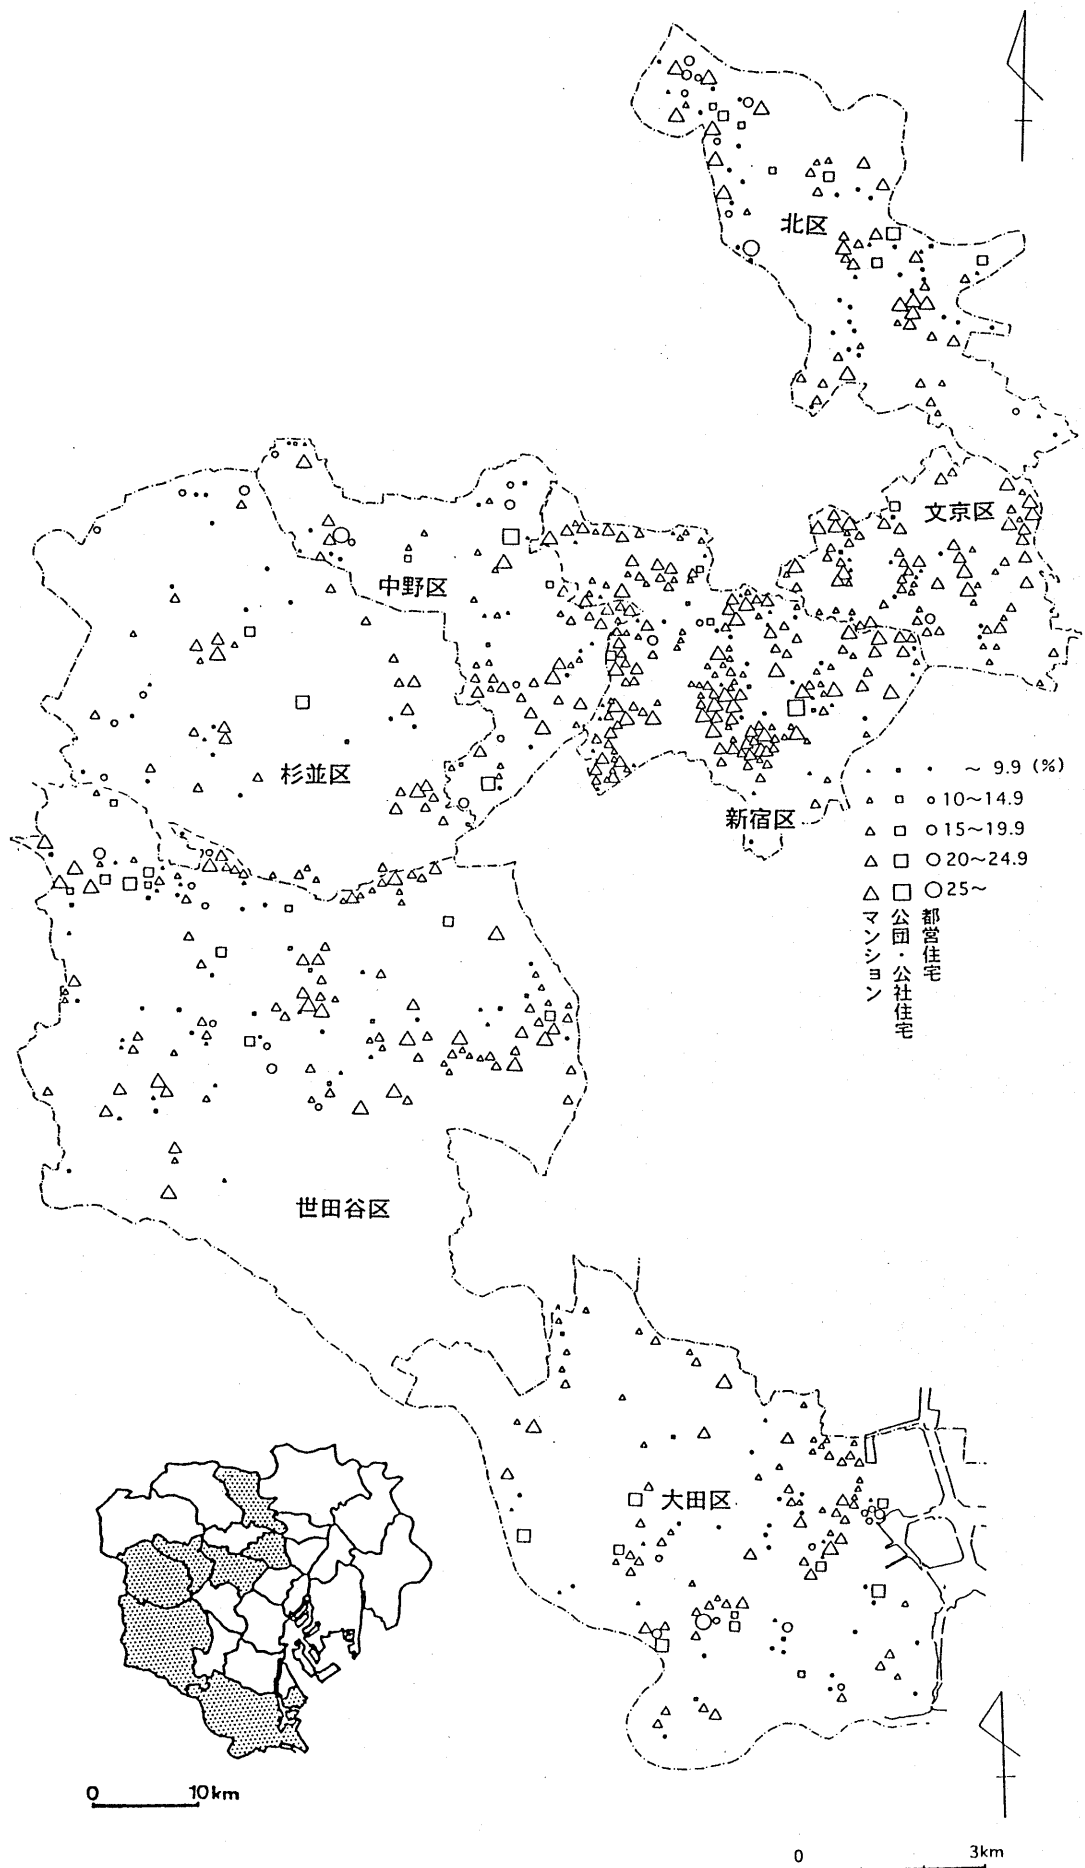 北区
文京区
中野区
杉並区
新宿区
～ 9.9 (%)
10～14.9
15～19.9
20～24.9
25～
マンション
公団・公社住宅
都営住宅
世田谷区
大田区
0 10km
0 3km